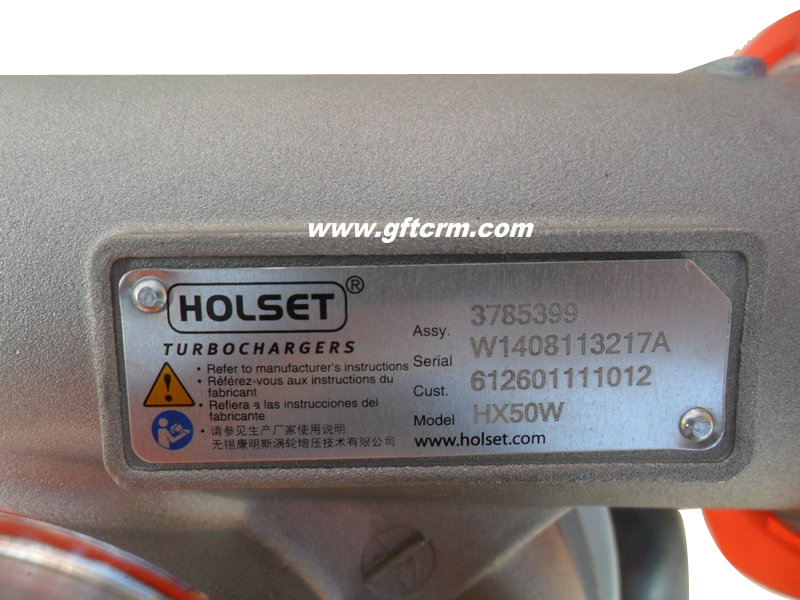 www.gftcrm.com
HOLSET®
TURBOCHARGERS
• Refer to manufacturer's instructions
• Référez-vous aux instructions du
fabricant
• Refiera a las instrucciones del
fabricante
• 请参见生产厂家使用说明
无锡康明斯涡轮增压技术有限公司
Assy. 3785399
Serial W1408113217A
Cust. 612601111012
Model HX50W
www.holset.com